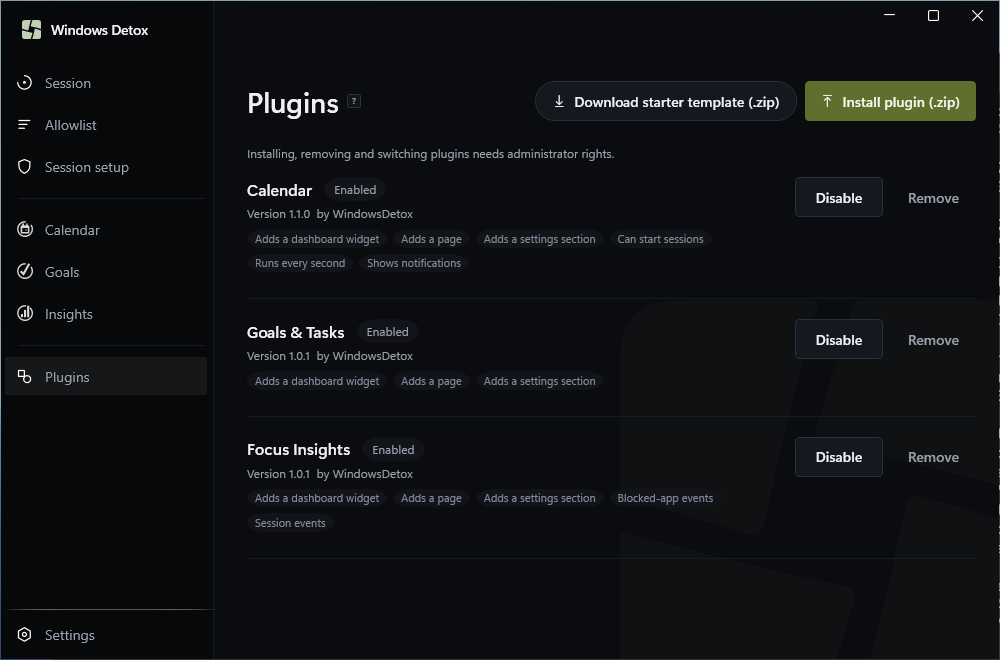 Windows Detox
Session
Allowlist
Session setup
Calendar
Goals
Insights
Plugins
Settings
Plugins ?
Download starter template (.zip)
Install plugin (.zip)
Installing, removing and switching plugins needs administrator rights.
Calendar Enabled
Version 1.1.0 by WindowsDetox
Adds a dashboard widget Adds a page Adds a settings section Can start sessions
Runs every second Shows notifications
Disable Remove
Goals & Tasks Enabled
Version 1.0.1 by WindowsDetox
Adds a dashboard widget Adds a page Adds a settings section
Disable Remove
Focus Insights Enabled
Version 1.0.1 by WindowsDetox
Adds a dashboard widget Adds a page Adds a settings section Blocked-app events
Session events
Disable Remove